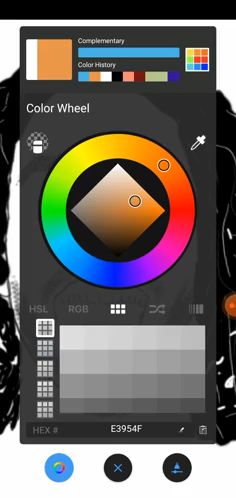 Complementary
Color History
Color Wheel
HSL RGB
HEX # E3954F